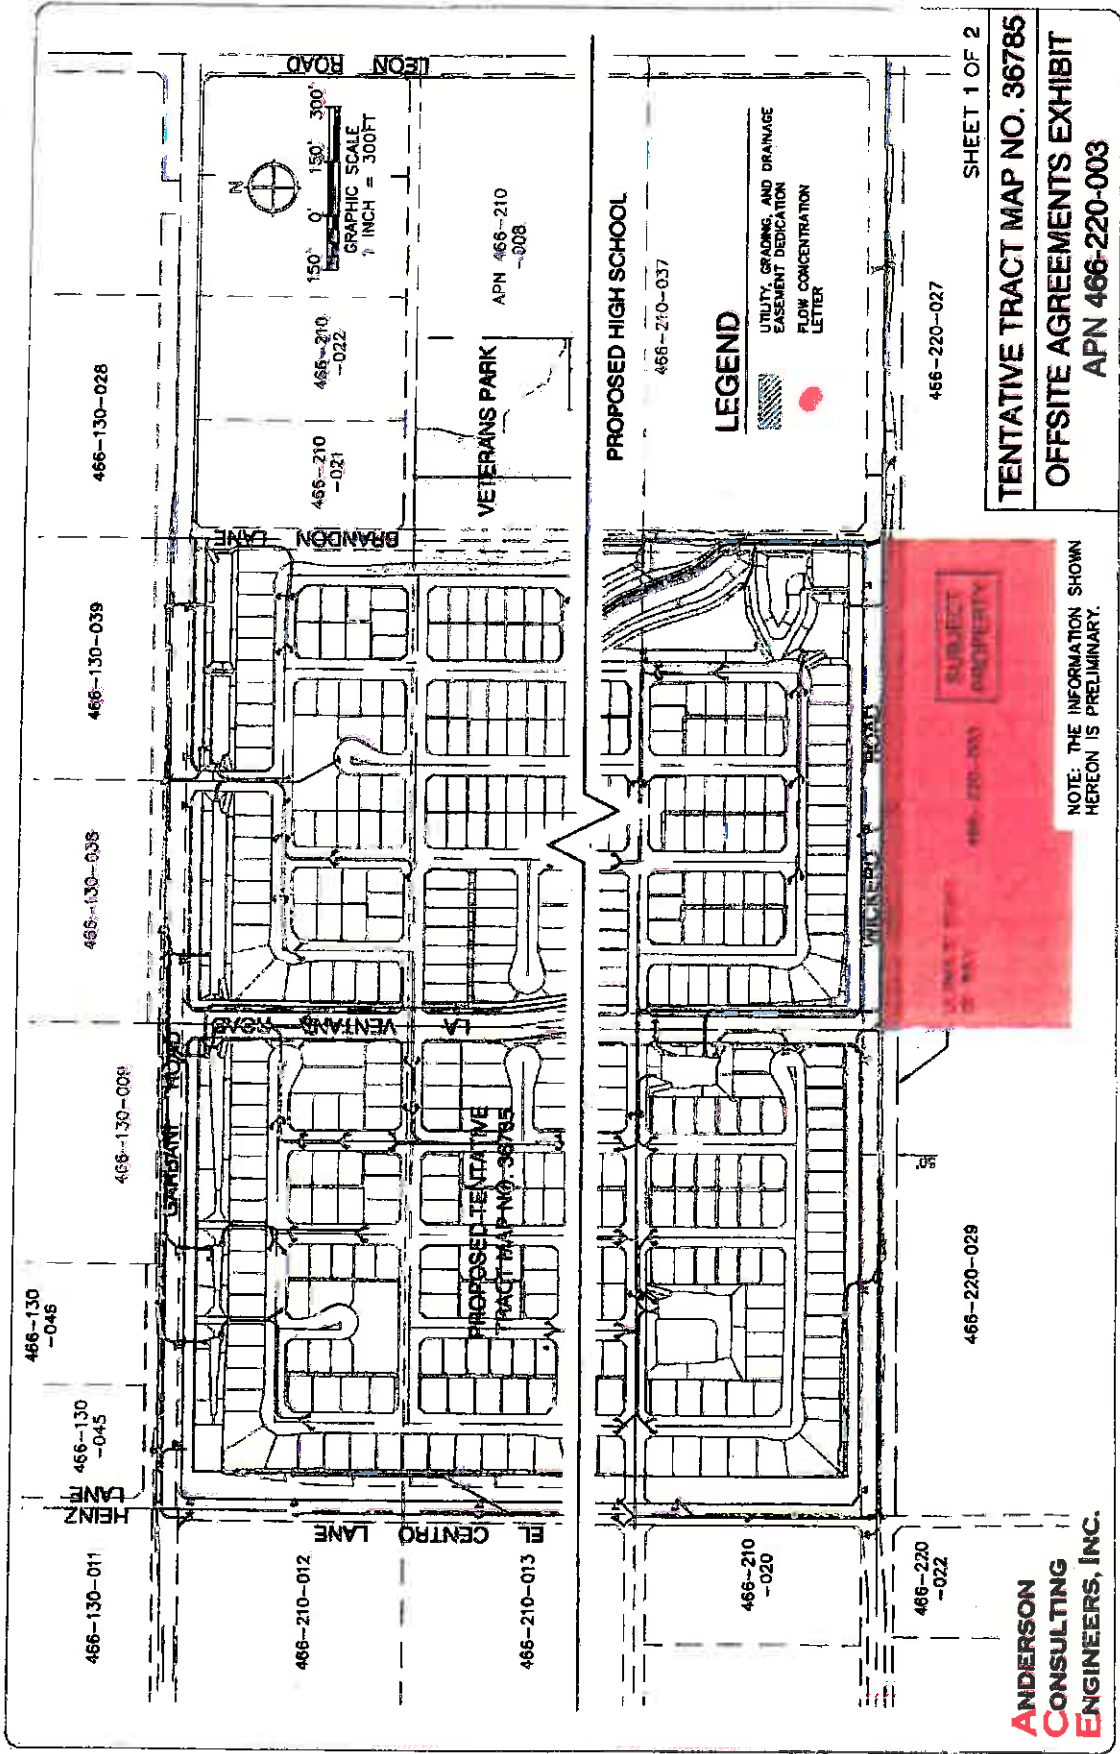 466-130-011
HEINZ
LANE
466-130
-045
466-130
-046
466-130-009
466-130-038
466-130-039
466-130-028
GARBANI ROAD
LEON ROAD
N
150' 0' 150' 300'
GRAPHIC SCALE
1 INCH = 300FT
466-210-012
466-210-013
EL CENTRO LANE
LA VENTANA ROAD
BRANDON LANE
466-210
-021
466-210
-022
APN 466-210
-008
VETERANS PARK
PROPOSED TENTATIVE
TRACT MAP NO. 36785
PROPOSED HIGH SCHOOL
466-210-037
LEGEND
UTILITY, GRADING, AND DRAINAGE
EASEMENT DEDICATION
FLOW CONCENTRATION
LETTER
466-210
-020
466-220
-022
466-220-029
WICKERD ROAD
466-220-003
SUBJECT
PROPERTY
466-220-027
NOTE: THE INFORMATION SHOWN
HEREON IS PRELIMINARY.
SHEET 1 OF 2
TENTATIVE TRACT MAP NO. 36785
OFFSITE AGREEMENTS EXHIBIT
APN 466-220-003
ANDERSON
CONSULTING
ENGINEERS, INC.